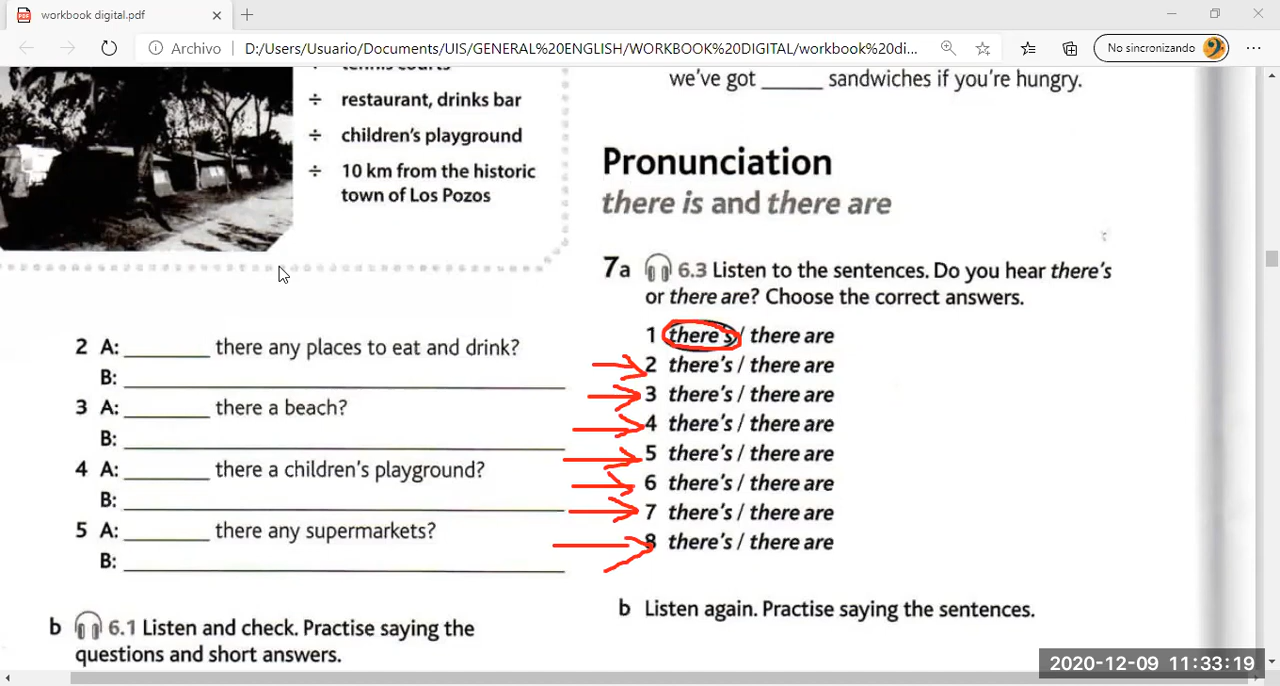 workbook digital.pdf
Archivo | D:/Users/Usuario/Documents/UIS/GENERAL%20ENGLISH/WORKBOOK%20DIGITAL/workbook%20di...
No sincronizando
÷ tennis courts
÷ restaurant, drinks bar
÷ children's playground
÷ 10 km from the historic
town of Los Pozos
2 A: ________ there any places to eat and drink?
B: ________
3 A: ________ there a beach?
B: ________
4 A: ________ there a children's playground?
B: ________
5 A: ________ there any supermarkets?
B: ________
b 6.1 Listen and check. Practise saying the
questions and short answers.
we've got _____ sandwiches if you're hungry.
Pronunciation
there is and there are
7a 6.3 Listen to the sentences. Do you hear there's
or there are? Choose the correct answers.
1 there's / there are
2 there's / there are
3 there's / there are
4 there's / there are
5 there's / there are
6 there's / there are
7 there's / there are
8 there's / there are
b Listen again. Practise saying the sentences.
2020-12-09 11:33:19